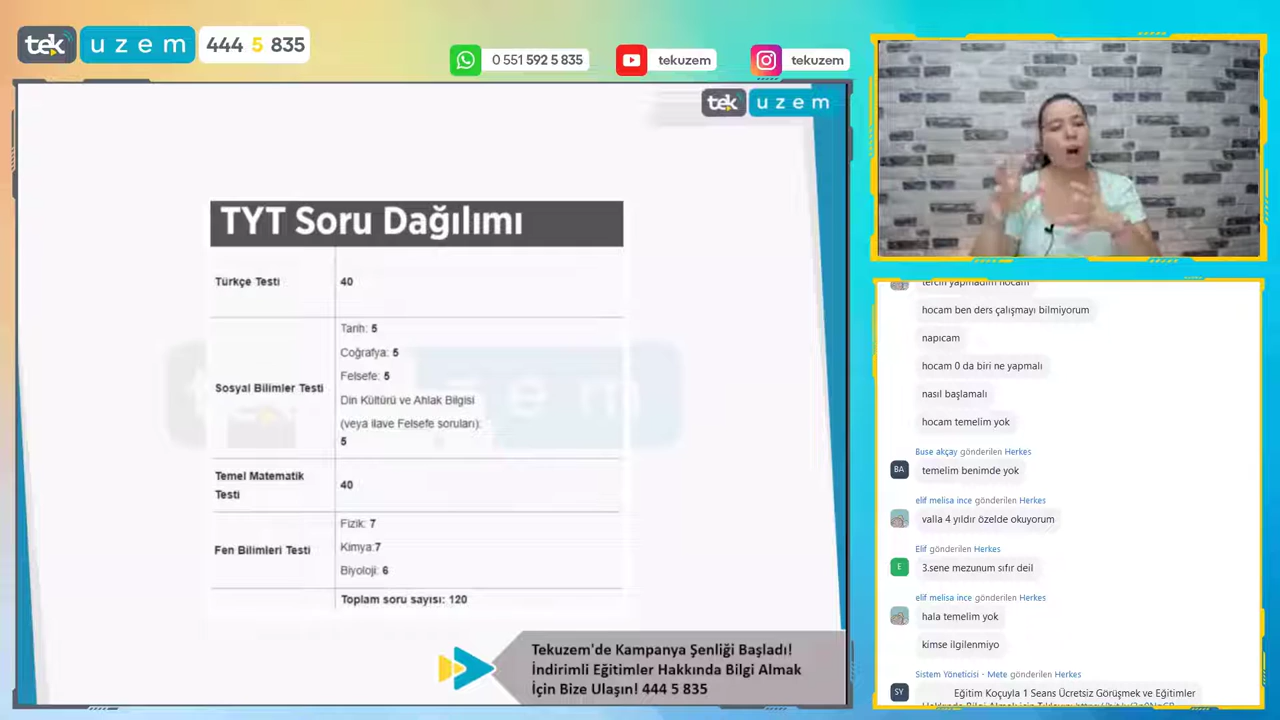 tek uzem 444 5 835
0 551 592 5 835
tekuzem
tekuzem
tek uzem
TYT Soru Dağılımı
Türkçe Testi
40
Sosyal Bilimler Testi
Tarih: 5
Coğrafya: 5
Felsefe: 5
Din Kültürü ve Ahlak Bilgisi
(veya ilave Felsefe soruları):
5
Temel Matematik
Testi
40
Fen Bilimleri Testi
Fizik: 7
Kimya:7
Biyoloji: 6
Toplam soru sayısı: 120
Tekuzem'de Kampanya Şenliği Başladı!
İndirimli Eğitimler Hakkında Bilgi Almak
İçin Bize Ulaşın! 444 5 835
tercih yapmadım hocam
hocam ben ders çalışmayı bilmiyorum
napıcam
hocam 0 da biri ne yapmalı
nasıl başlamalı
hocam temelim yok
Buse akçay gönderilen Herkes
BA
temelim benimde yok
elif melisa ince gönderilen Herkes
valla 4 yıldır özelde okuyorum
Elif gönderilen Herkes
E
3.sene mezunum sıfır deil
elif melisa ince gönderilen Herkes
hala temelim yok
kimse ilgilenmiyo
Sistem Yöneticisi - Mete gönderilen Herkes
SY
Eğitim Koçuyla 1 Seans Ücretsiz Görüşmek ve Eğitimler